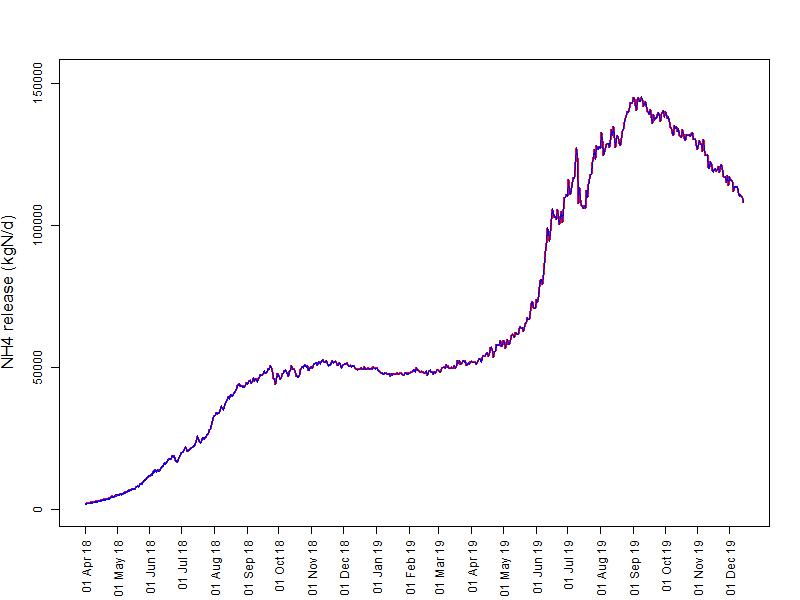 NH4 release (kgN/d)
150000
100000
50000
0
01 Apr 18
01 May 18
01 Jun 18
01 Jul 18
01 Aug 18
01 Sep 18
01 Oct 18
01 Nov 18
01 Dec 18
01 Jan 19
01 Feb 19
01 Mar 19
01 Apr 19
01 May 19
01 Jun 19
01 Jul 19
01 Aug 19
01 Sep 19
01 Oct 19
01 Nov 19
01 Dec 19